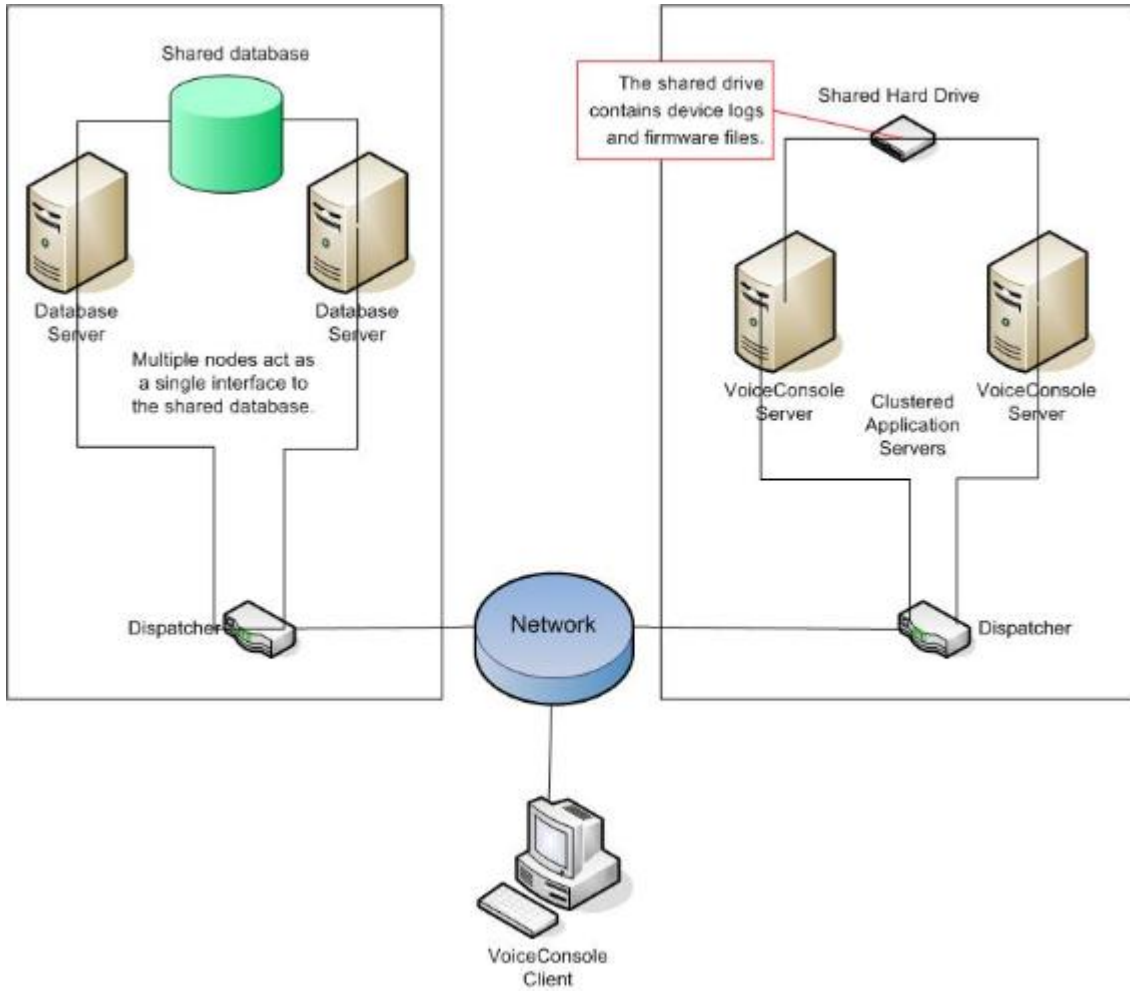 Shared database
Database
Server
Database
Server
Multiple nodes act as
a single interface to
the shared database.
Dispatcher
The shared drive
contains device logs
and firmware files.
Shared Hard Drive
VoiceConsole
Server
VoiceConsole
Server
Clustered
Application
Servers
Dispatcher
Network
VoiceConsole
Client